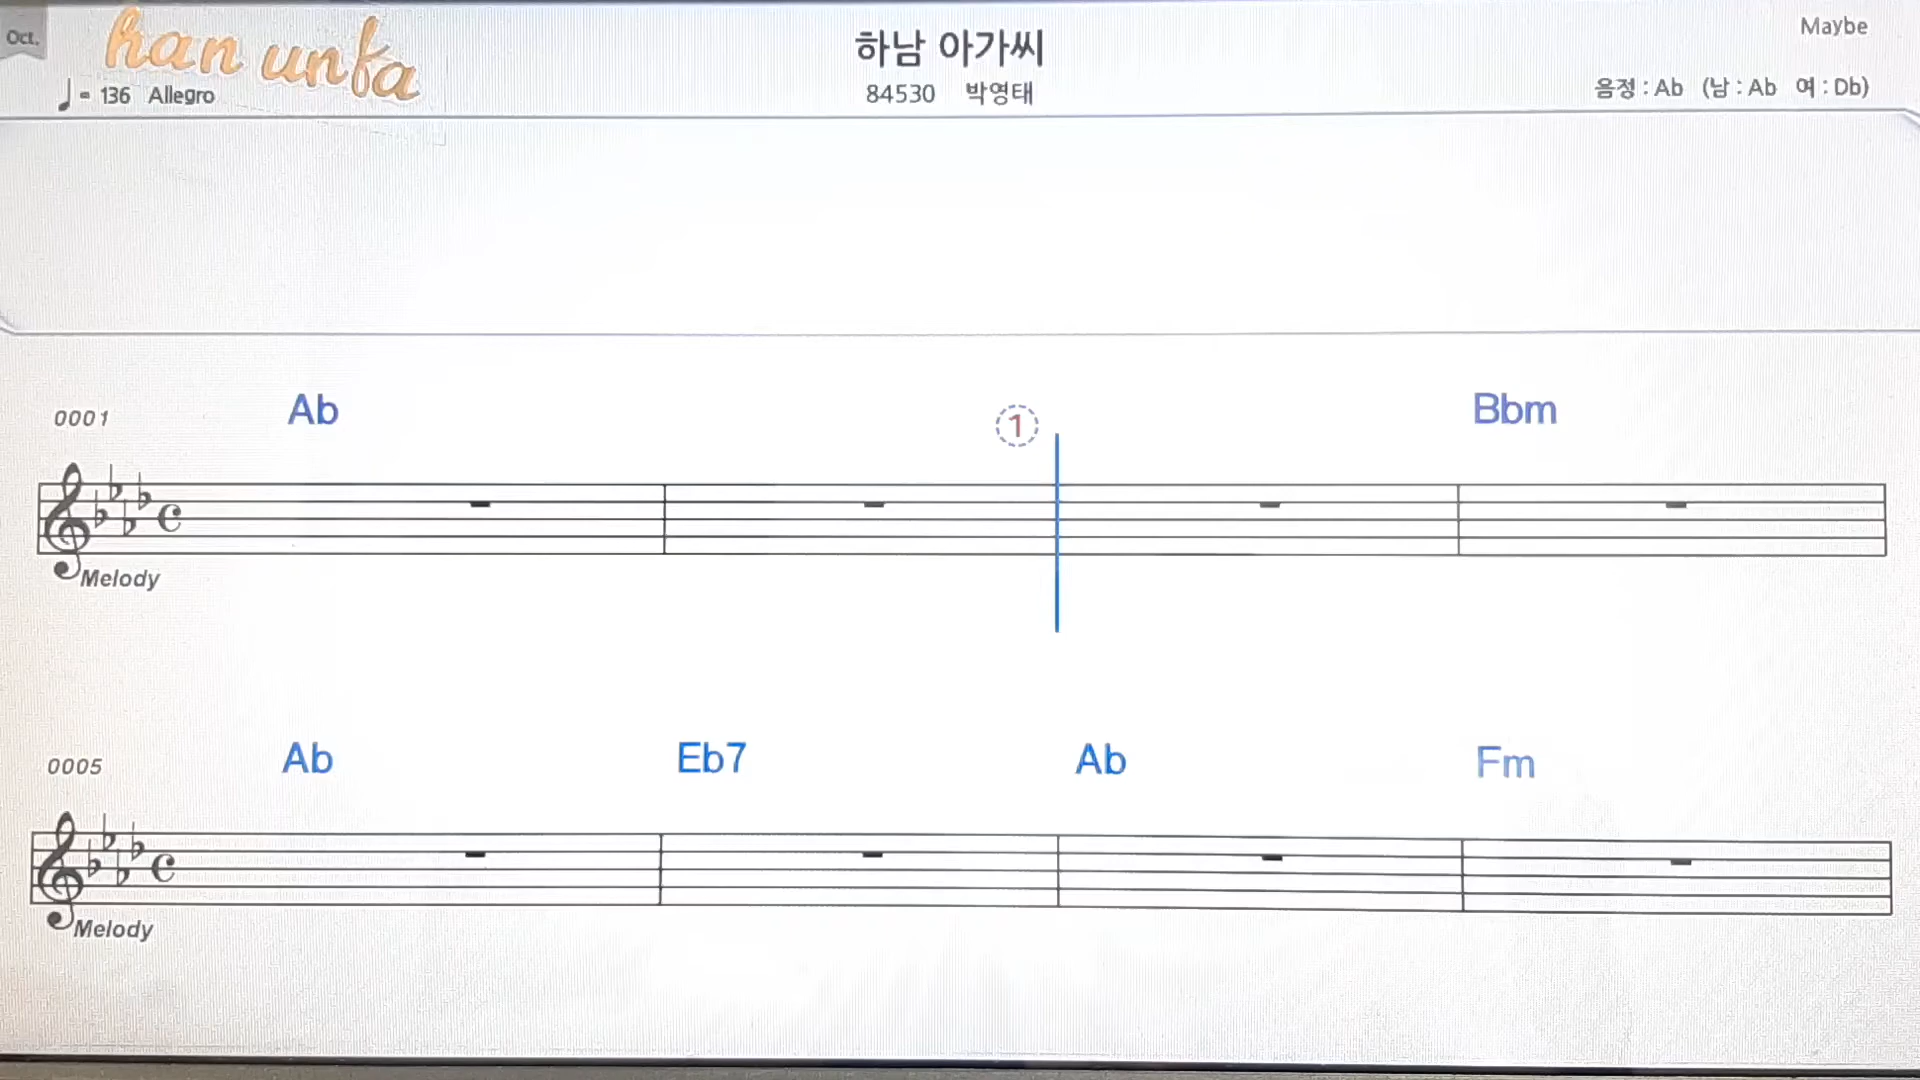 Oct.
han unfa
Maybe
하남 아가씨
= 136 Allegro
84530 박영태
음정 : Ab (남 : Ab 여 : Db)
0001 Ab ① Bbm
Melody
0005 Ab Eb7 Ab Fm
Melody